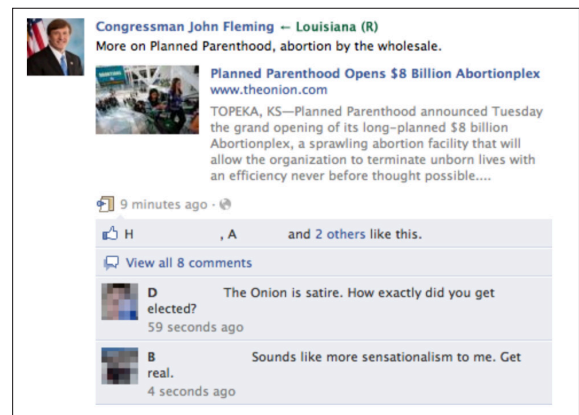 Congressman John Fleming ← Louisiana (R)
More on Planned Parenthood, abortion by the wholesale.
Planned Parenthood Opens $8 Billion Abortionplex
www.theonion.com
TOPEKA, KS—Planned Parenthood announced Tuesday
the grand opening of its long-planned $8 billion
Abortionplex, a sprawling abortion facility that will
allow the organization to terminate unborn lives with
an efficiency never before thought possible....
9 minutes ago ·
H , A and 2 others like this.
View all 8 comments
D The Onion is satire. How exactly did you get
elected?
59 seconds ago
B Sounds like more sensationalism to me. Get
real.
4 seconds ago